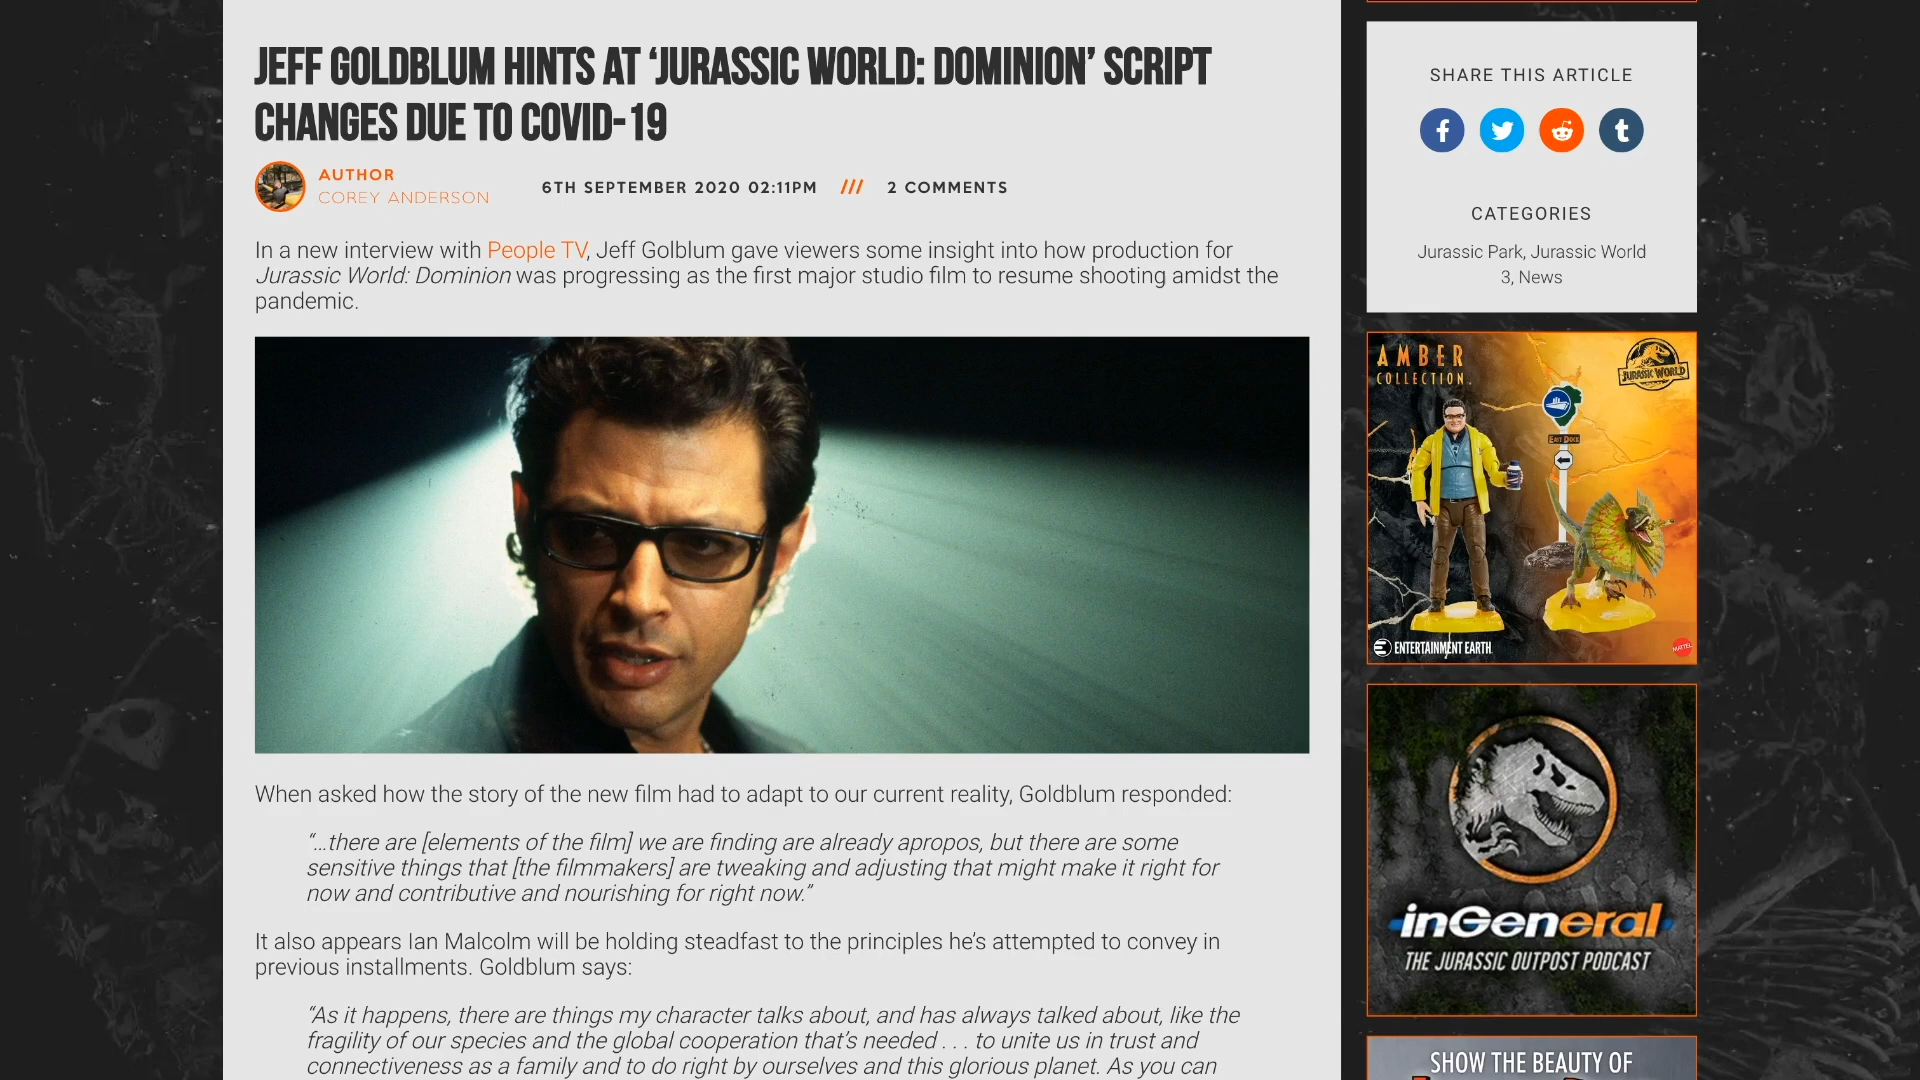 JEFF GOLDBLUM HINTS AT ‘JURASSIC WORLD: DOMINION’ SCRIPT
CHANGES DUE TO COVID-19
AUTHOR
COREY ANDERSON
6TH SEPTEMBER 2020 02:11PM /// 2 COMMENTS
In a new interview with People TV, Jeff Golblum gave viewers some insight into how production for
Jurassic World: Dominion was progressing as the first major studio film to resume shooting amidst the
pandemic.
When asked how the story of the new film had to adapt to our current reality, Goldblum responded:
“…there are [elements of the film] we are finding are already apropos, but there are some
sensitive things that [the filmmakers] are tweaking and adjusting that might make it right for
now and contributive and nourishing for right now.”
It also appears Ian Malcolm will be holding steadfast to the principles he’s attempted to convey in
previous installments. Goldblum says:
“As it happens, there are things my character talks about, and has always talked about, like the
fragility of our species and the global cooperation that’s needed . . . to unite us in trust and
connectiveness as a family and to do right by ourselves and this glorious planet. As you can
SHARE THIS ARTICLE
CATEGORIES
Jurassic Park, Jurassic World
3, News
AMBER
COLLECTION
JURASSIC WORLD
EAST DOCK
ENTERTAINMENT EARTH
MATTEL
inGeneral
THE JURASSIC OUTPOST PODCAST
SHOW THE BEAUTY OF